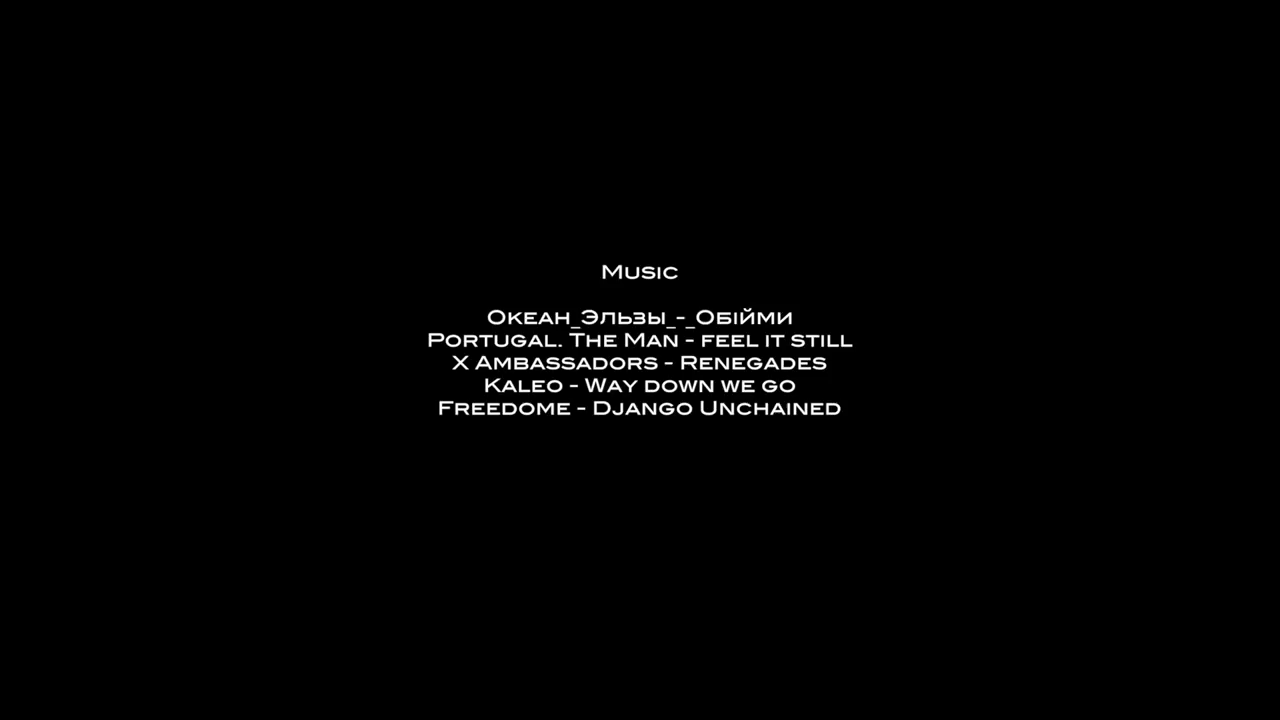 Music
Океан_Эльзы_-_Обійми
Portugal. The Man - feel it still
X Ambassadors - Renegades
Kaleo - Way down we go
Freedome - Django Unchained